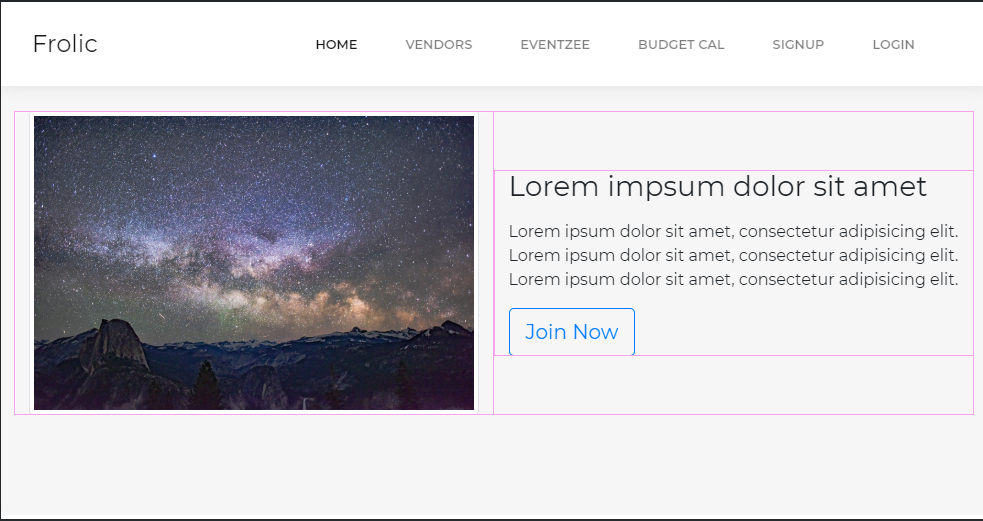 Frolic
HOME VENDORS EVENTZEE BUDGET CAL SIGNUP LOGIN
Lorem impsum dolor sit amet
Lorem ipsum dolor sit amet, consectetur adipisicing elit.
Lorem ipsum dolor sit amet, consectetur adipisicing elit.
Lorem ipsum dolor sit amet, consectetur adipisicing elit.
Join Now